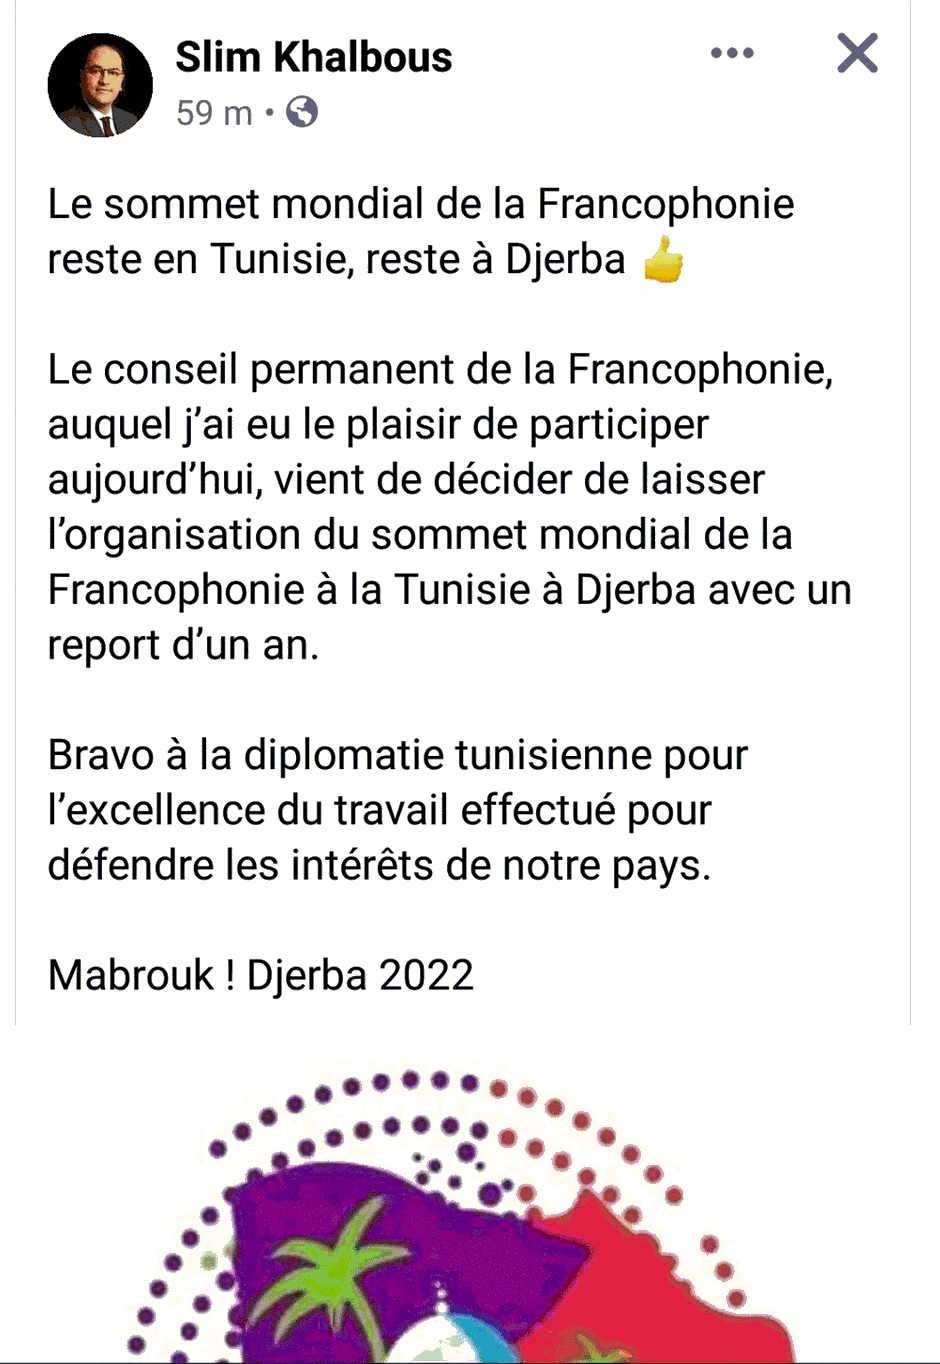 Slim Khalbous
59 m •
Le sommet mondial de la Francophonie
reste en Tunisie, reste à Djerba 👍
Le conseil permanent de la Francophonie,
auquel j’ai eu le plaisir de participer
aujourd’hui, vient de décider de laisser
l’organisation du sommet mondial de la
Francophonie à la Tunisie à Djerba avec un
report d’un an.
Bravo à la diplomatie tunisienne pour
l’excellence du travail effectué pour
défendre les intérêts de notre pays.
Mabrouk ! Djerba 2022